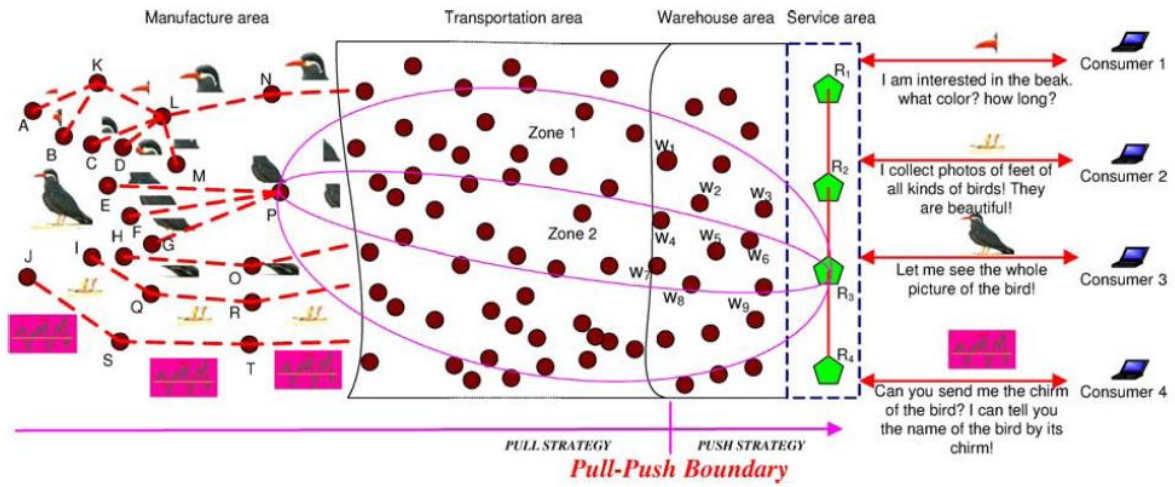 Manufacture area
Transportation area
Warehouse area
Service area
K
N
L
A
B
C
D
M
E
F
G
H
P
I
J
O
Q
R
S
T
Zone 1
Zone 2
W1
W2
W3
W4
W5
W6
W7
W8
W9
R1
R2
R3
R4
Consumer 1
I am interested in the beak.
what color? how long?
Consumer 2
I collect photos of feet of
all kinds of birds! They
are beautiful!
Consumer 3
Let me see the whole
picture of the bird!
Consumer 4
Can you send me the chirm
of the bird? I can tell you
the name of the bird by its
chirm!
PULL STRATEGY
PUSH STRATEGY
Pull-Push Boundary